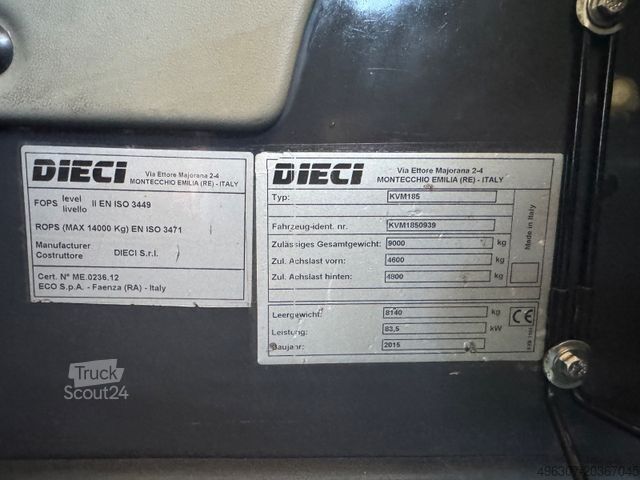 DIECI
Via Ettore Majorana 2-4
MONTECCHIO EMILIA (RE) - ITALY
FOPS level livello II EN ISO 3449
ROPS (MAX 14000 Kg) EN ISO 3471
Manufacturer
Costruttore DIECI S.r.l.
Cert. N° ME.0236.12
ECO S.p.A. - Faenza (RA) - Italy
DIECI
Via Ettore Majorana 2-4
MONTECCHIO EMILIA (RE) - ITALY
Typ: KVM185
Fahrzeug-ident. nr. KVM1850939
Zulässiges Gesamtgewicht: 9000 kg
Zul. Achslast vorn: 4600 kg
Zul. Achslast hinten: 4800 kg
Made in Italy
Leergewicht: 8140 kg
Leistung: 83,5 kW
Baujahr: 2015
CE
Truck
Scout24
496307-20367045